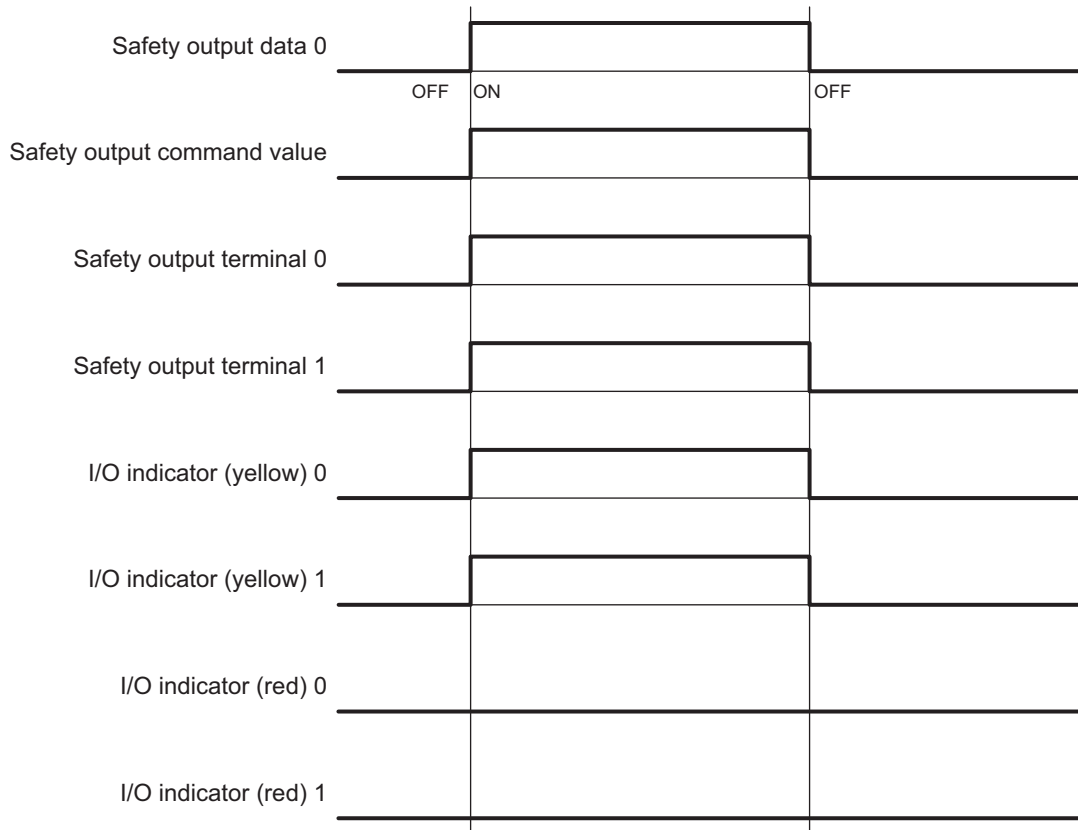 Safety output data 0
OFF ON OFF
Safety output command value
Safety output terminal 0
Safety output terminal 1
I/O indicator (yellow) 0
I/O indicator (yellow) 1
I/O indicator (red) 0
I/O indicator (red) 1